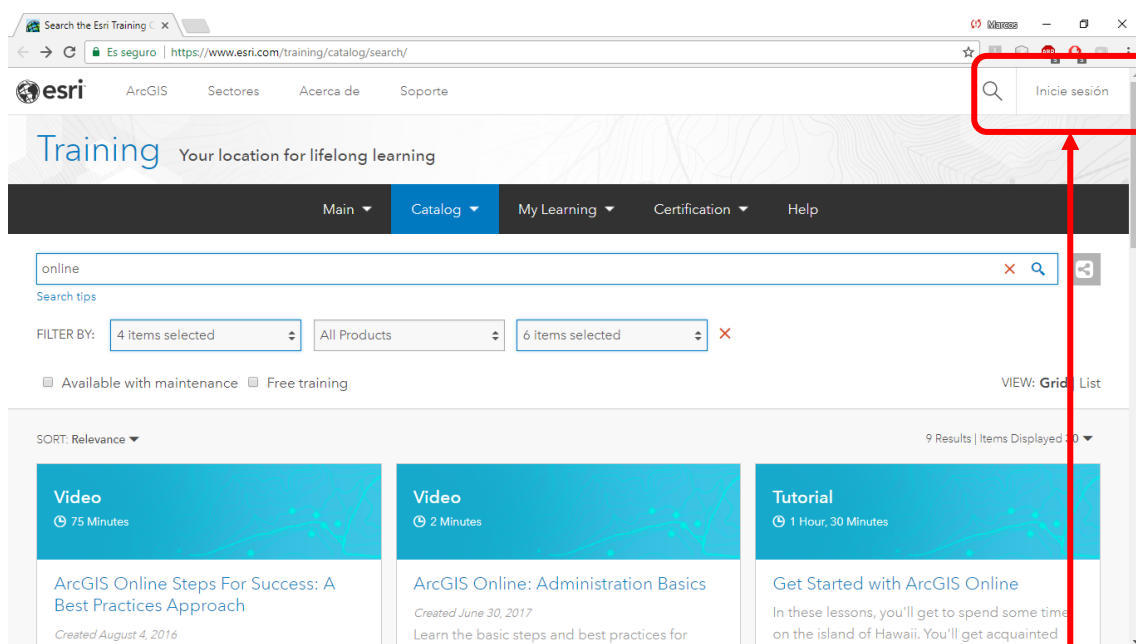 Search the Esri Training C
Marcos
Es seguro | https://www.esri.com/training/catalog/search/
esri ArcGIS Sectores Acerca de Soporte Inicie sesión
Training Your location for lifelong learning
Main Catalog My Learning Certification Help
online
Search tips
FILTER BY: 4 items selected All Products 6 items selected
Available with maintenance Free training VIEW: Grid List
SORT: Relevance 9 Results | Items Displayed 30
Video Video Tutorial
75 Minutes 2 Minutes 1 Hour, 30 Minutes
ArcGIS Online Steps For Success: A ArcGIS Online: Administration Basics Get Started with ArcGIS Online
Best Practices Approach Created June 30, 2017 In these lessons, you'll get to spend some time
Created August 4, 2016 Learn the basic steps and best practices for on the island of Hawaii. You'll get acquainted